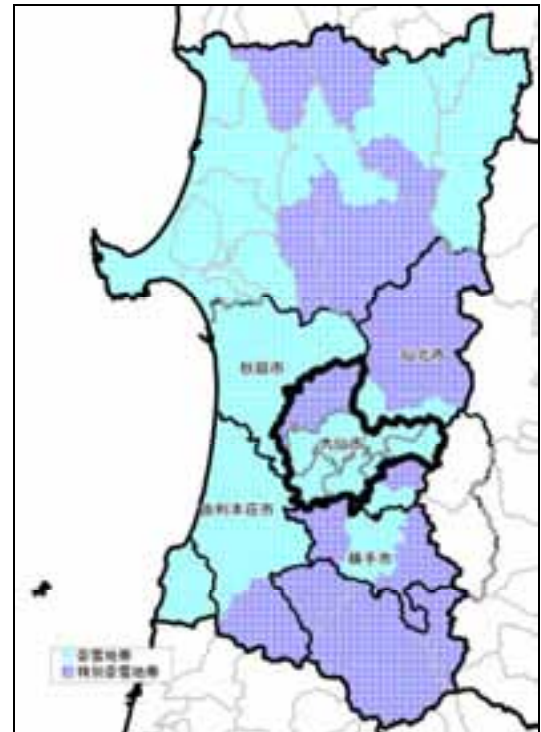 仙北市
秋田市
大仙市
由利本荘市
横手市
豪雪地帯
特別豪雪地帯